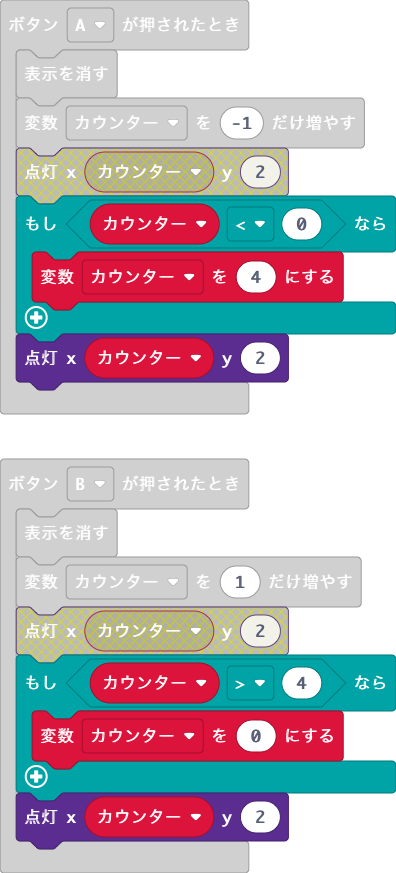 ボタン A が押されたとき
表示を消す
変数 カウンター を -1 だけ増やす
点灯 x カウンター y 2
もし カウンター < 0 なら
変数 カウンター を 4 にする
点灯 x カウンター y 2
ボタン B が押されたとき
表示を消す
変数 カウンター を 1 だけ増やす
点灯 x カウンター y 2
もし カウンター > 4 なら
変数 カウンター を 0 にする
点灯 x カウンター y 2